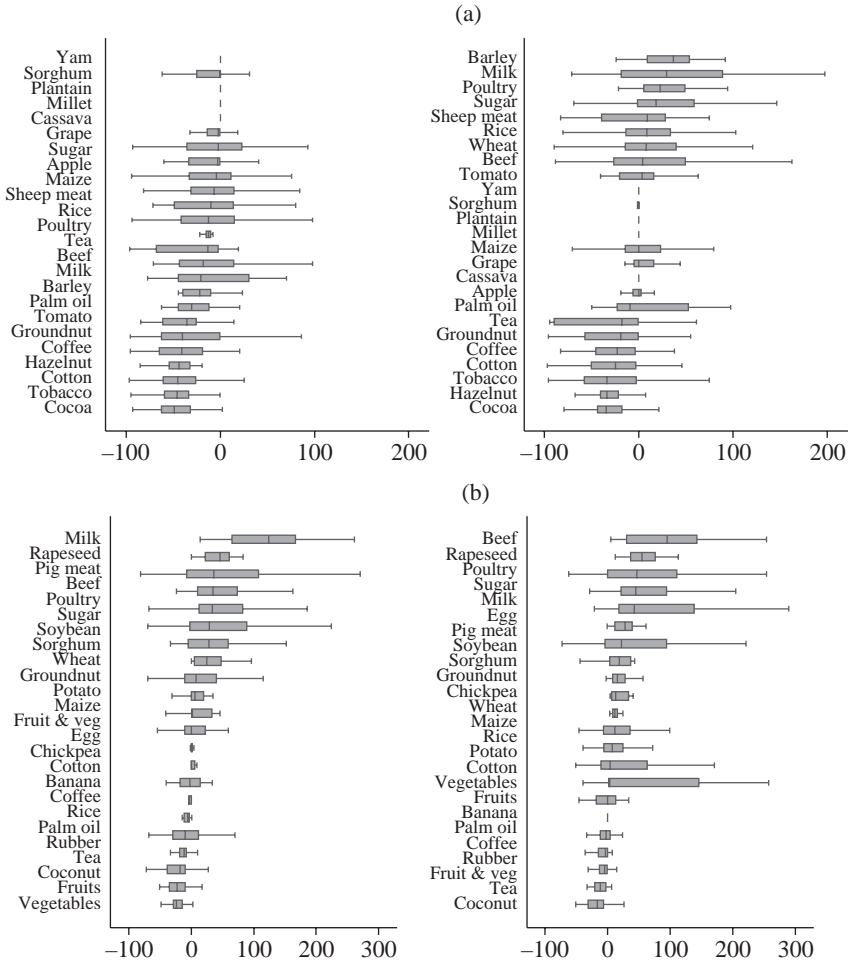 (a)
Yam
Sorghum
Plantain
Millet
Cassava
Grape
Sugar
Apple
Maize
Sheep meat
Rice
Poultry
Tea
Beef
Milk
Barley
Palm oil
Tomato
Groundnut
Coffee
Hazelnut
Cotton
Tobacco
Cocoa
–100 0 100 200
Barley
Milk
Poultry
Sugar
Sheep meat
Rice
Wheat
Beef
Tomato
Yam
Sorghum
Plantain
Millet
Maize
Grape
Cassava
Apple
Palm oil
Tea
Groundnut
Coffee
Cotton
Tobacco
Hazelnut
Cocoa
–100 0 100 200
(b)
Milk
Rapeseed
Pig meat
Beef
Poultry
Sugar
Soybean
Sorghum
Wheat
Groundnut
Potato
Maize
Fruit & veg
Egg
Chickpea
Cotton
Banana
Coffee
Rice
Palm oil
Rubber
Tea
Coconut
Fruits
Vegetables
–100 0 100 200 300
Beef
Rapeseed
Poultry
Sugar
Milk
Egg
Pig meat
Soybean
Sorghum
Groundnut
Chickpea
Wheat
Maize
Rice
Potato
Cotton
Vegetables
Fruits
Banana
Palm oil
Coffee
Rubber
Fruit & veg
Tea
Coconut
–100 0 100 200 300